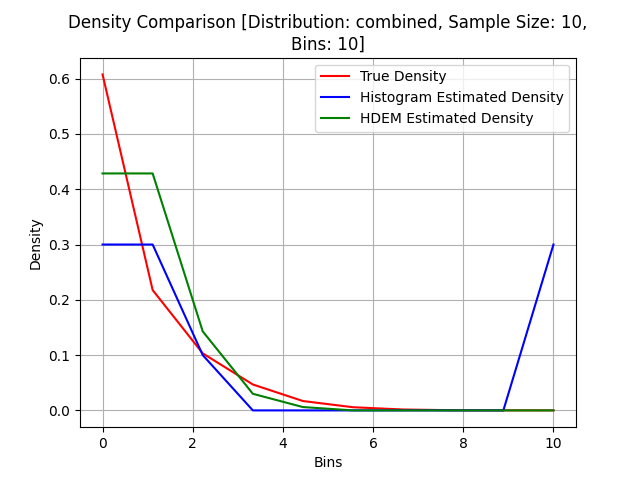 Density Comparison [Distribution: combined, Sample Size: 10,
Bins: 10]
True Density
Histogram Estimated Density
HDEM Estimated Density
Density
0.6
0.5
0.4
0.3
0.2
0.1
0.0
0 2 4 6 8 10
Bins